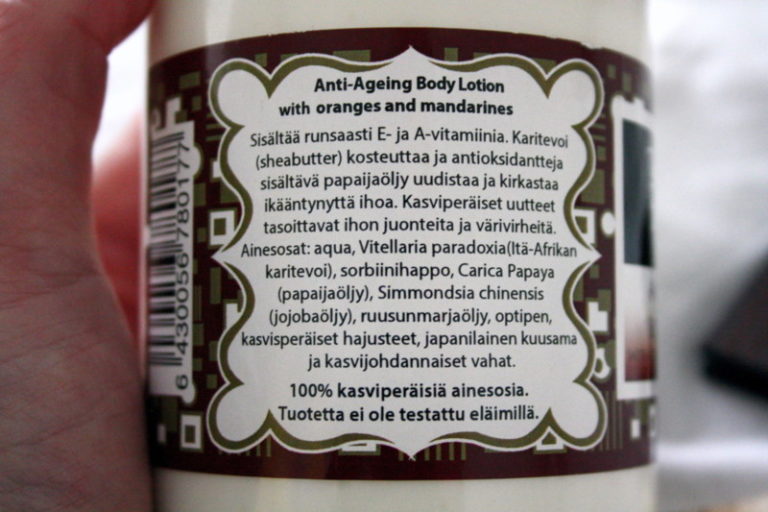 Anti-Ageing Body Lotion
with oranges and mandarines
Sisältää runsaasti E- ja A-vitamiinia. Karitevoi
(sheabutter) kosteuttaa ja antioksidantteja
sisältävä papaijaöljy uudistaa ja kirkastaa
ikääntynyttä ihoa. Kasviperäiset uutteet
tasoittavat ihon juonteita ja värivirheitä.
Ainesosat: aqua, Vitellaria paradoxia(Itä-Afrikan
karitevoi), sorbiinihappo, Carica Papaya
(papaijaöljy), Simmondsia chinensis
(jojobaöljy), ruusunmarjaöljy, optipen,
kasvisperäiset hajusteet, japanilainen kuusama
ja kasvijohdannaiset vahat.
100% kasviperäisiä ainesosia.
Tuotetta ei ole testattu eläimillä.
6 430056 780177